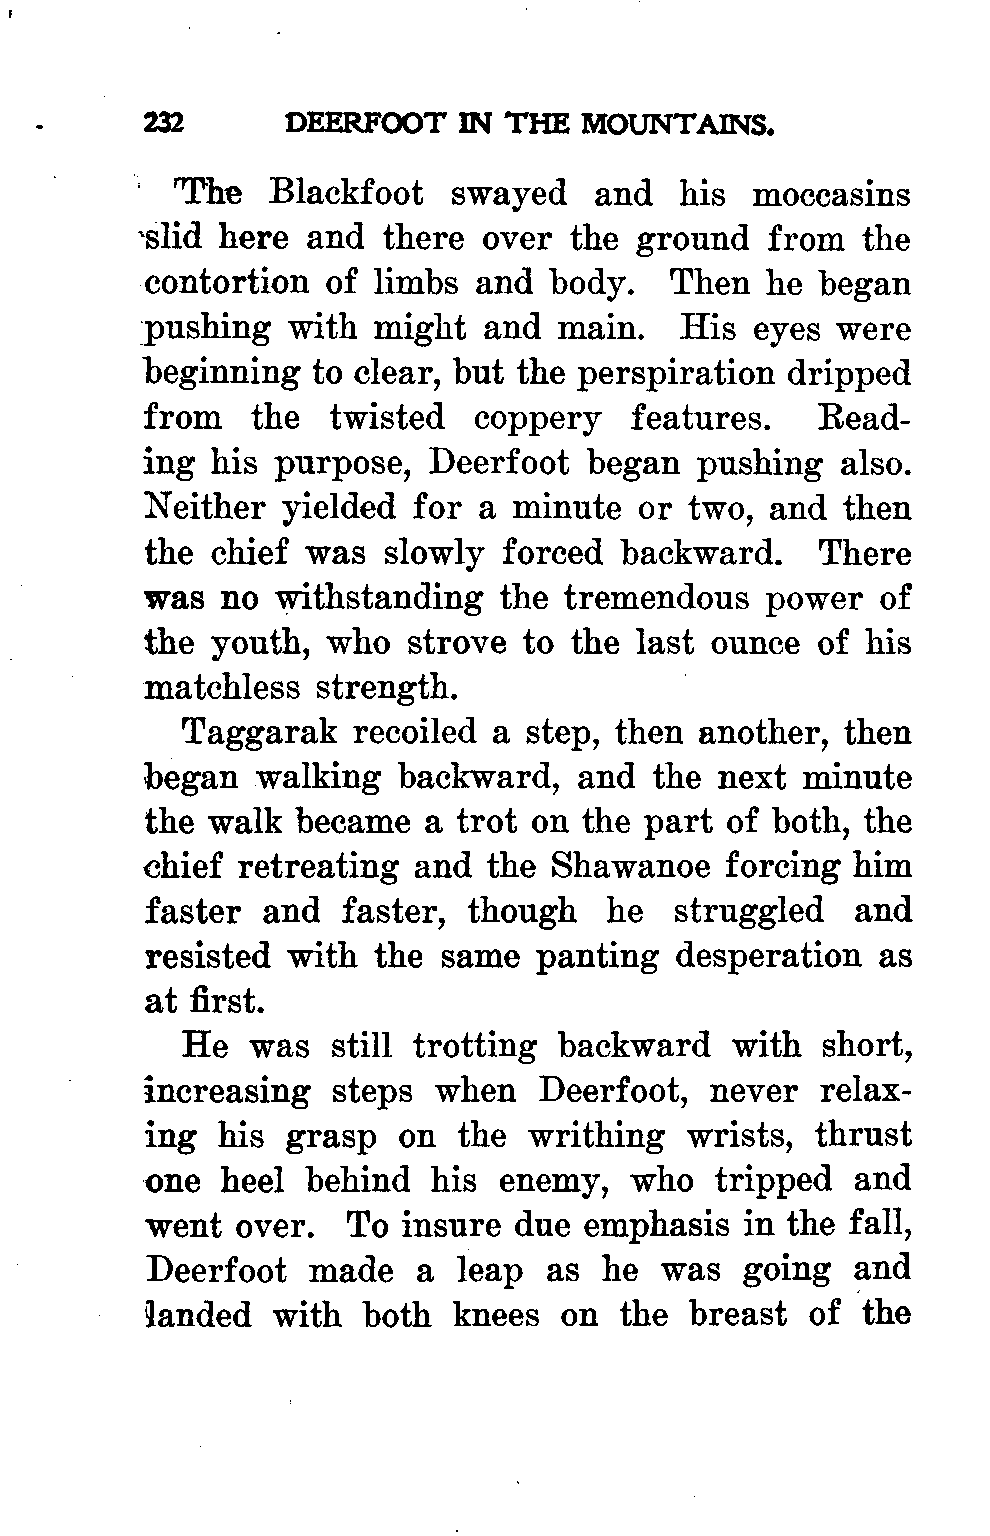 232 DEERFOOT IN THE MOUNTAINS.
The Blackfoot swayed and his moccasins
slid here and there over the ground from the
contortion of limbs and body. Then he began
pushing with might and main. His eyes were
beginning to clear, but the perspiration dripped
from the twisted coppery features. Read-
ing his purpose, Deerfoot began pushing also.
Neither yielded for a minute or two, and then
the chief was slowly forced backward. There
was no withstanding the tremendous power of
the youth, who strove to the last ounce of his
matchless strength.
Taggarak recoiled a step, then another, then
began walking backward, and the next minute
the walk became a trot on the part of both, the
chief retreating and the Shawanoe forcing him
faster and faster, though he struggled and
resisted with the same panting desperation as
at first.
He was still trotting backward with short,
increasing steps when Deerfoot, never relax-
ing his grasp on the writhing wrists, thrust
one heel behind his enemy, who tripped and
went over. To insure due emphasis in the fall,
Deerfoot made a leap as he was going and
landed with both knees on the breast of the